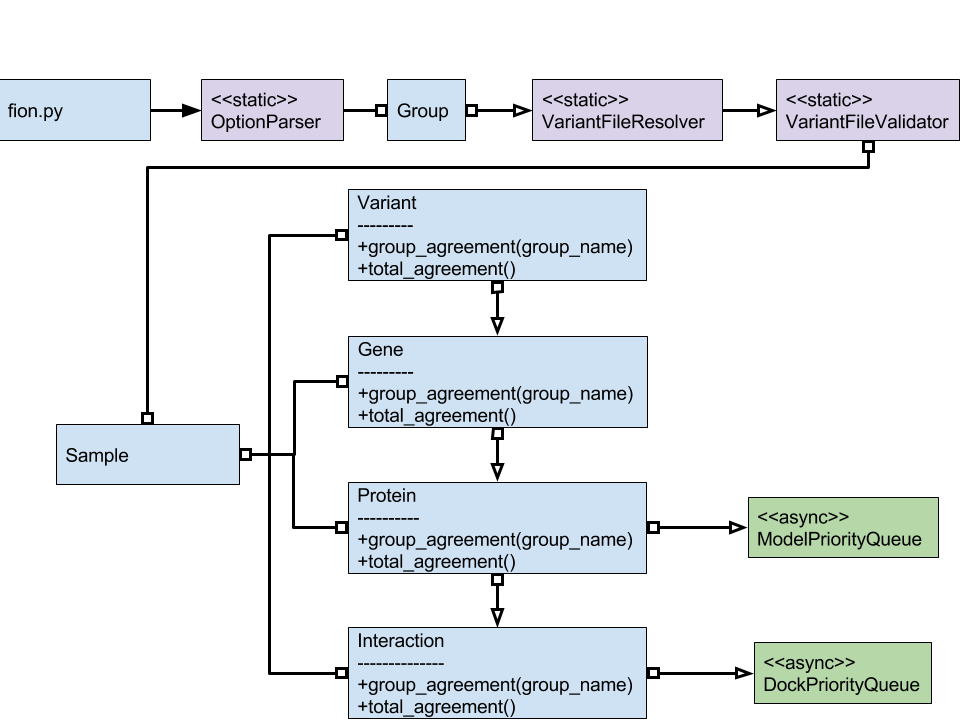 fion.py
<<static>>
OptionParser
Group
<<static>>
VariantFileResolver
<<static>>
VariantFileValidator
Variant
---------
+group_agreement(group_name)
+total_agreement()
Gene
---------
+group_agreement(group_name)
+total_agreement()
Sample
Protein
----------
+group_agreement(group_name)
+total_agreement()
<<async>>
ModelPriorityQueue
Interaction
--------------
+group_agreement(group_name)
+total_agreement()
<<async>>
DockPriorityQueue